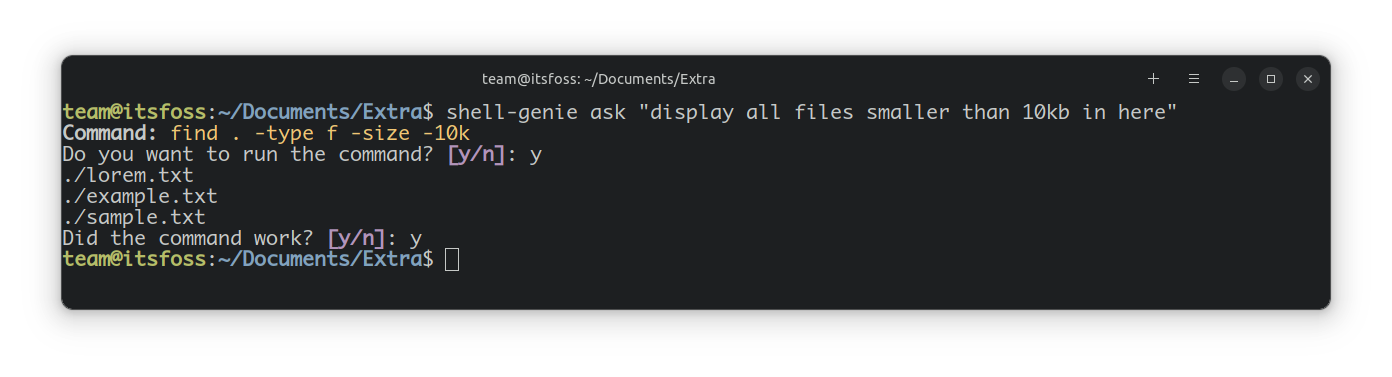 team@itsfoss: ~/Documents/Extra
team@itsfoss:~/Documents/Extra$ shell-genie ask "display all files smaller than 10kb in here"
Command: find . -type f -size -10k
Do you want to run the command? [y/n]: y
./lorem.txt
./example.txt
./sample.txt
Did the command work? [y/n]: y
team@itsfoss:~/Documents/Extra$